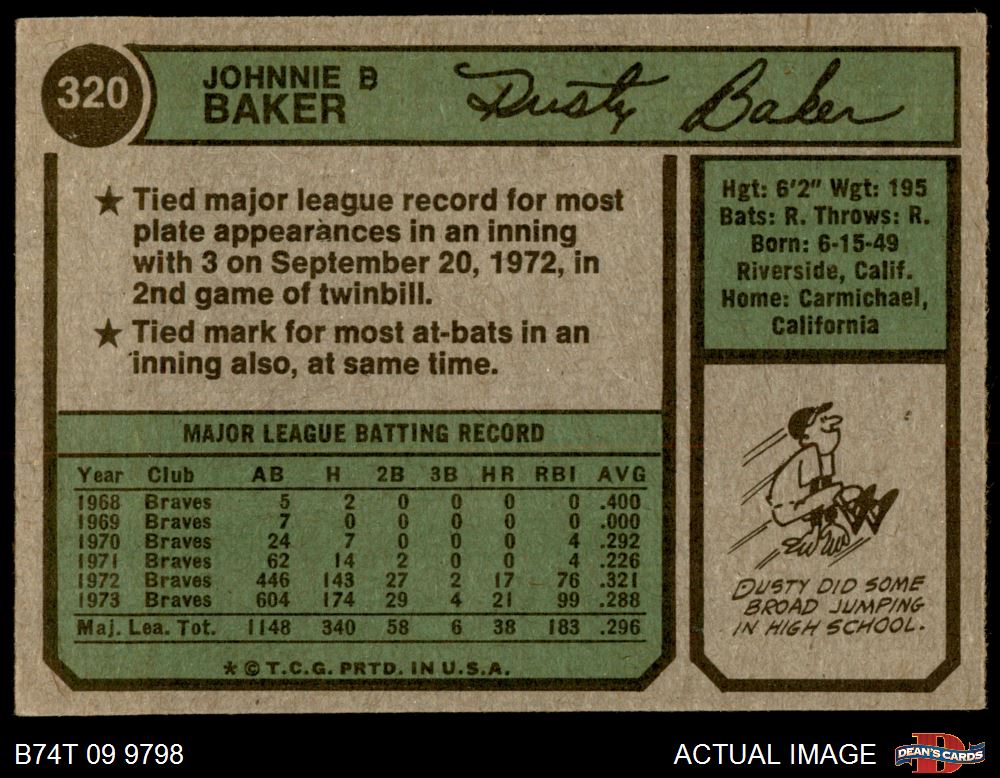 320
JOHNNIE B
BAKER
Dusty Baker
★ Tied major league record for most
plate appearances in an inning
with 3 on September 20, 1972, in
2nd game of twinbill.
★ Tied mark for most at-bats in an
inning also, at same time.
Hgt: 6'2" Wgt: 195
Bats: R. Throws: R.
Born: 6-15-49
Riverside, Calif.
Home: Carmichael,
California
MAJOR LEAGUE BATTING RECORD
Year Club AB H 2B 3B HR RBI AVG
1968 Braves 5 2 0 0 0 0 .400
1969 Braves 7 0 0 0 0 0 .000
1970 Braves 24 7 0 0 0 4 .292
1971 Braves 62 14 2 0 0 4 .226
1972 Braves 446 143 27 2 17 76 .321
1973 Braves 604 174 29 4 21 99 .288
Maj. Lea. Tot. 1148 340 58 6 38 183 .296
★ © T.C.G. PRTD. IN U.S.A.
DUSTY DID SOME
BROAD JUMPING
IN HIGH SCHOOL.
B74T 09 9798
ACTUAL IMAGE
DEAN'S CARDS